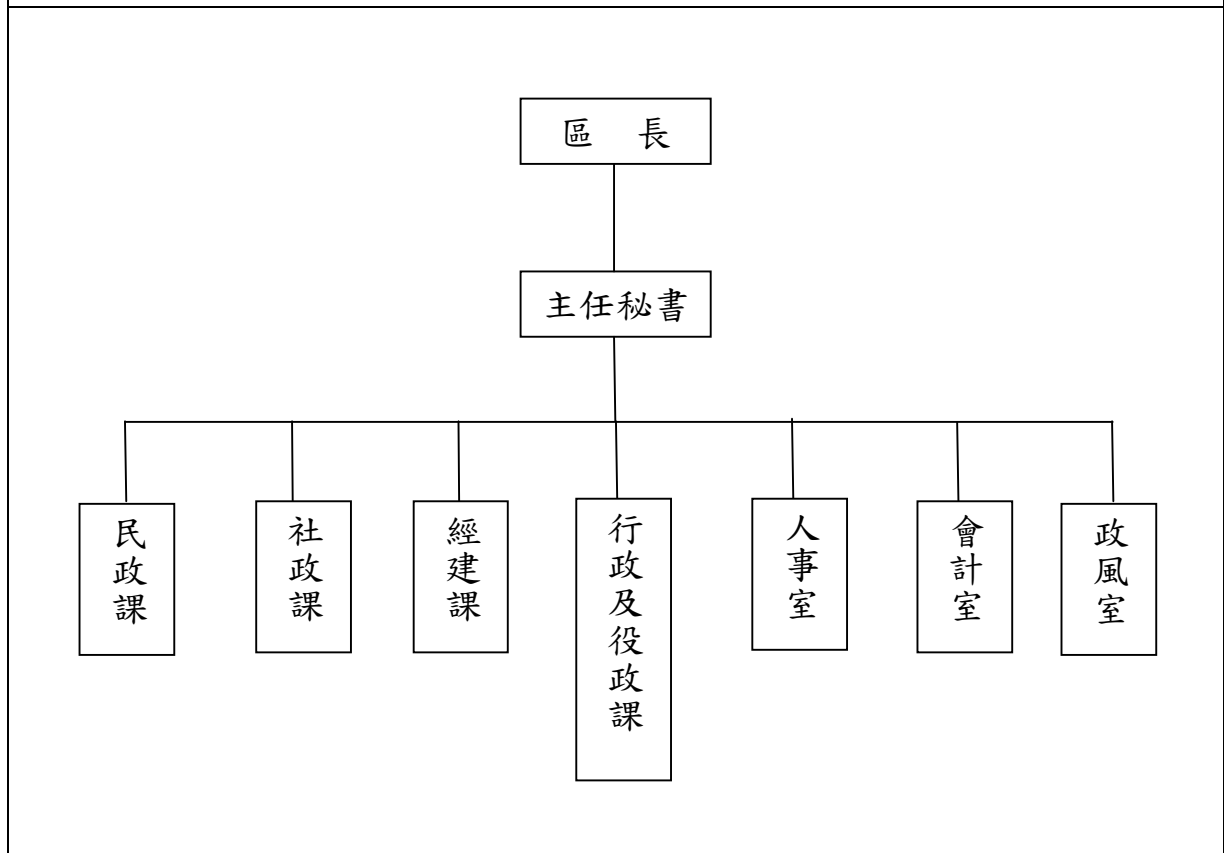 區 長
主任秘書
民政課
社政課
經建課
行政及役政課
人事室
會計室
政風室